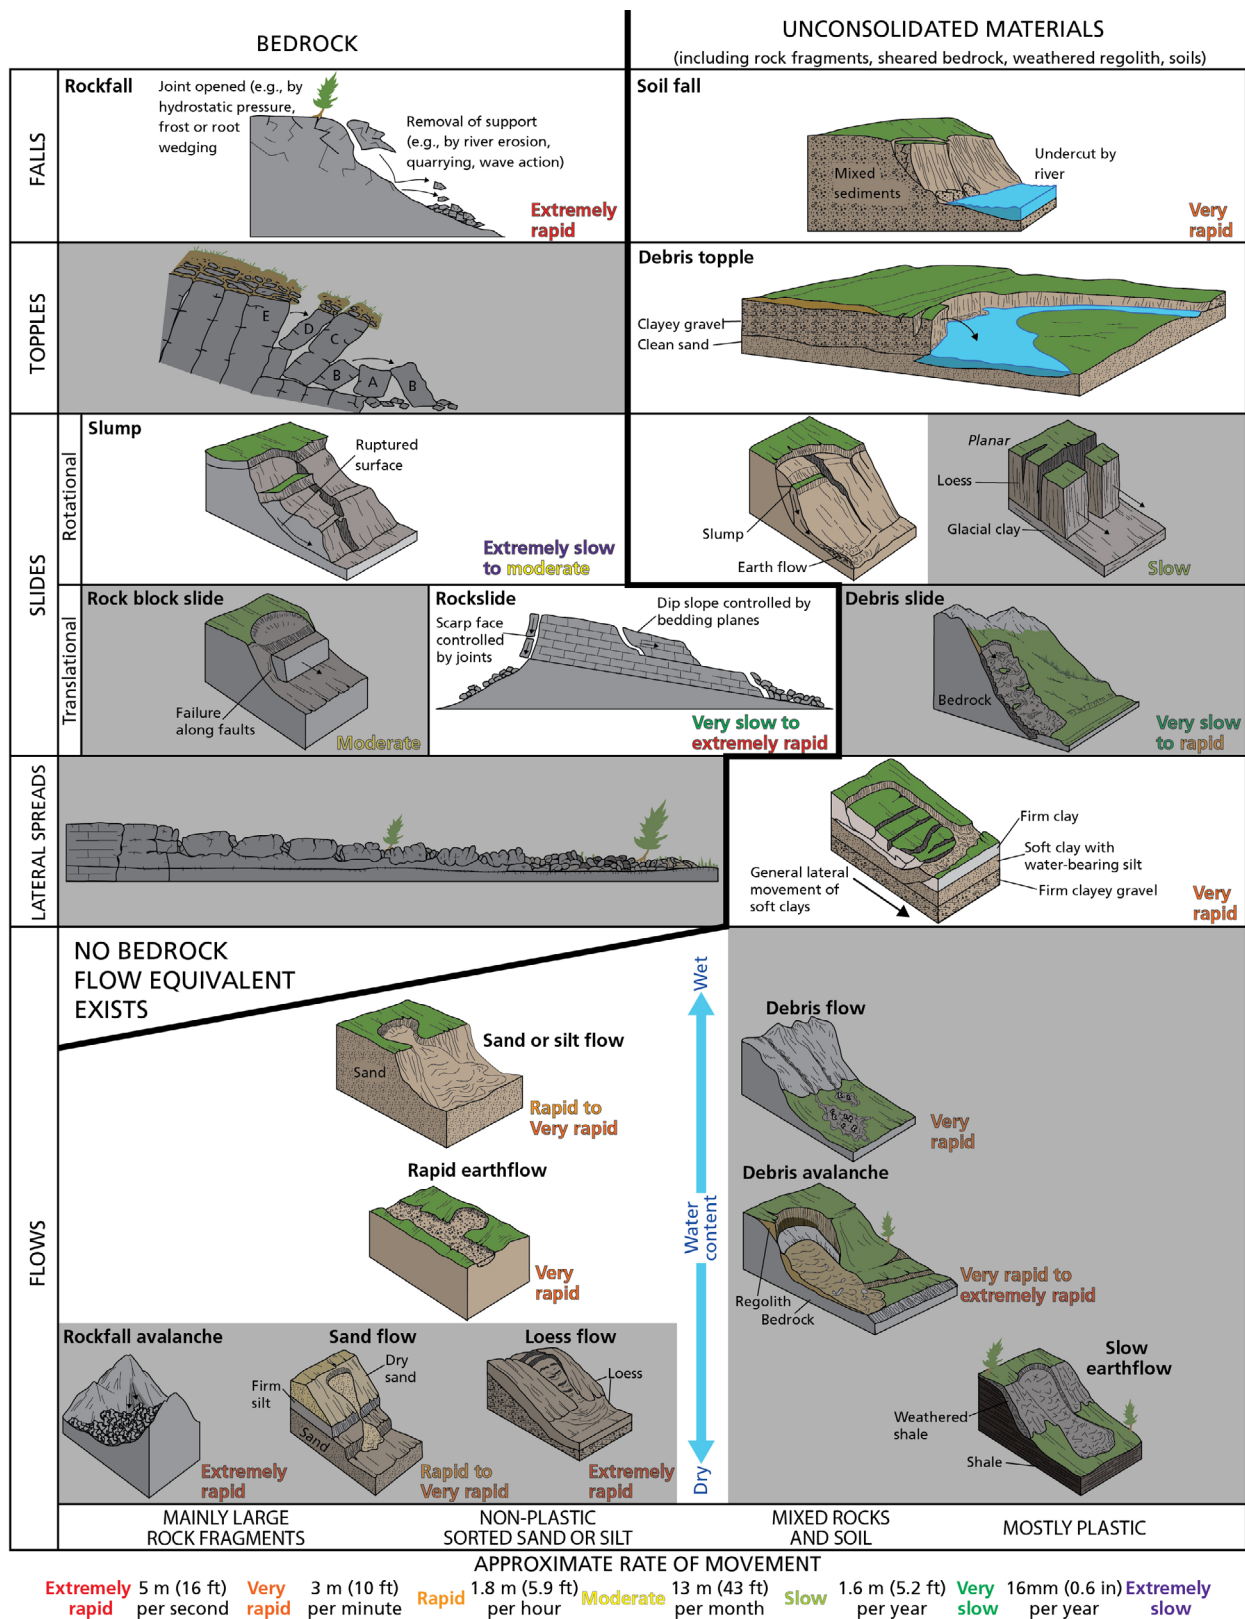 BEDROCK
UNCONSOLIDATED MATERIALS
(including rock fragments, sheared bedrock, weathered regolith, soils)
FALLS
Rockfall
Joint opened (e.g., by
hydrostatic pressure,
frost or root
wedging
Removal of support
(e.g., by river erosion,
quarrying, wave action)
Extremely
rapid
Soil fall
Mixed
sediments
Undercut by
river
Very
rapid
TOPPLES
E
D
C
B
A
B
Debris topple
Clayey gravel
Clean sand
SLIDES
Rotational
Slump
Ruptured
surface
Extremely slow
to moderate
Slump
Earth flow
Planar
Loess
Glacial clay
Slow
Translational
Rock block slide
Failure
along faults
Moderate
Rockslide
Scarp face
controlled
by joints
Dip slope controlled by
bedding planes
Very slow to
extremely rapid
Debris slide
Bedrock
Very slow
to rapid
LATERAL SPREADS
Firm clay
Soft clay with
water-bearing silt
Firm clayey gravel
General lateral
movement of
soft clays
Very
rapid
FLOWS
NO BEDROCK
FLOW EQUIVALENT
EXISTS
Sand or silt flow
Sand
Rapid to
Very rapid
Rapid earthflow
Very
rapid
Rockfall avalanche
Extremely
rapid
Sand flow
Firm
silt
Dry
sand
Sand
Rapid to
Very rapid
Loess flow
Loess
Extremely
rapid
Wet
Water
content
Dry
Debris flow
Very
rapid
Debris avalanche
Regolith
Bedrock
Very rapid to
extremely rapid
Slow
earthflow
Weathered
shale
Shale
MAINLY LARGE
ROCK FRAGMENTS
NON-PLASTIC
SORTED SAND OR SILT
MIXED ROCKS
AND SOIL
MOSTLY PLASTIC
APPROXIMATE RATE OF MOVEMENT
Extremely
rapid
5 m (16 ft)
per second
Very
rapid
3 m (10 ft)
per minute
Rapid
1.8 m (5.9 ft)
per hour
Moderate
13 m (43 ft)
per month
Slow
1.6 m (5.2 ft)
per year
Very
slow
16mm (0.6 in)
per year
Extremely
slow